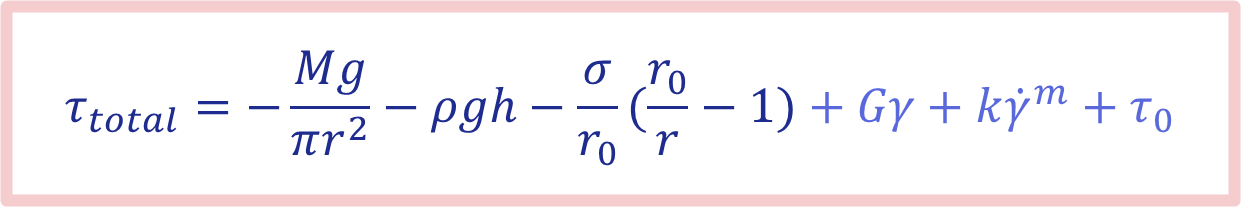 τ_total = −Mg/πr² − ρgh − σ/r₀(r₀/r − 1) + Gγ + kγ̇ᵐ + τ₀